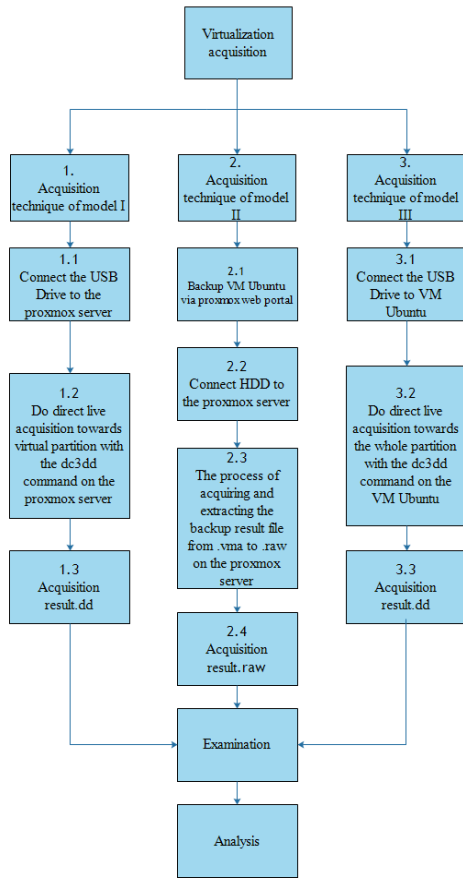 Virtualization
acquisition
1.
Acquisition
technique of model I
2.
Acquisition
technique of model
II
3.
Acquisition
technique of model
III
1.1
Connect the USB
Drive to the
proxmox server
2.1
Backup VM Ubuntu
via proxmox web portal
3.1
Connect the USB
Drive to VM
Ubuntu
1.2
Do direct live
acquisition towards
virtual partition with
the dc3dd
command on the
proxmox server
2.2
Connect HDD to
the proxmox server
2.3
The process of
acquiring and
extracting the
backup result file
from .vma to .raw
on the proxmox
server
3.2
Do direct live
acquisition towards
the whole partition
with the dc3dd
command on the
VM Ubuntu
1.3
Acquisition
result.dd
2.4
Acquisition
result.raw
3.3
Acquisition
result.dd
Examination
Analysis